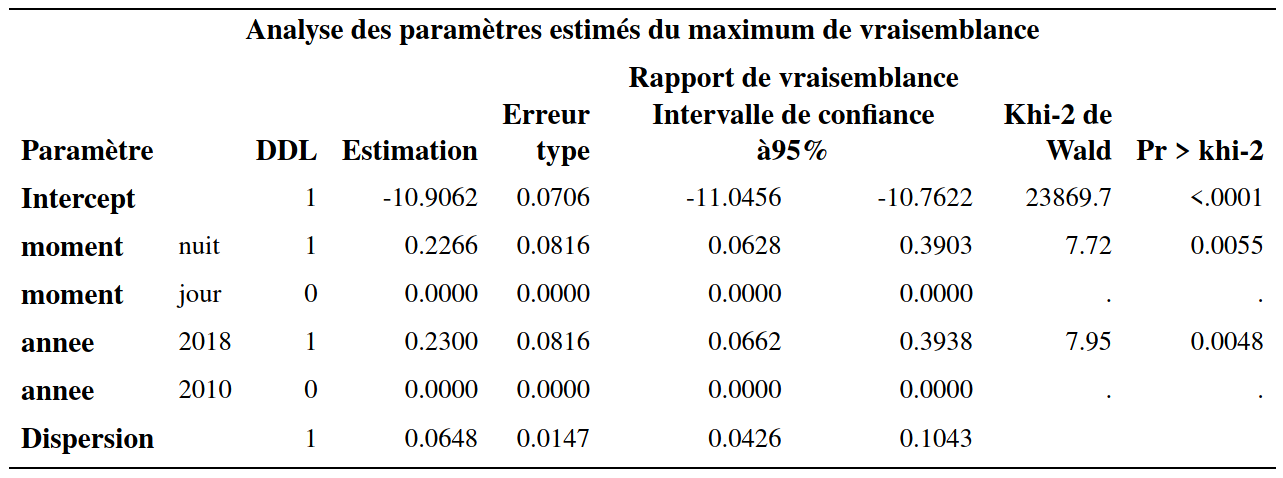 Analyse des paramètres estimés du maximum de vraisemblance
Rapport de vraisemblance
Erreur Intervalle de confiance Khi-2 de
Paramètre DDL Estimation type à95% Wald Pr > khi-2
Intercept 1 -10.9062 0.0706 -11.0456 -10.7622 23869.7 <.0001
moment nuit 1 0.2266 0.0816 0.0628 0.3903 7.72 0.0055
moment jour 0 0.0000 0.0000 0.0000 0.0000 . .
annee 2018 1 0.2300 0.0816 0.0662 0.3938 7.95 0.0048
annee 2010 0 0.0000 0.0000 0.0000 0.0000 . .
Dispersion 1 0.0648 0.0147 0.0426 0.1043